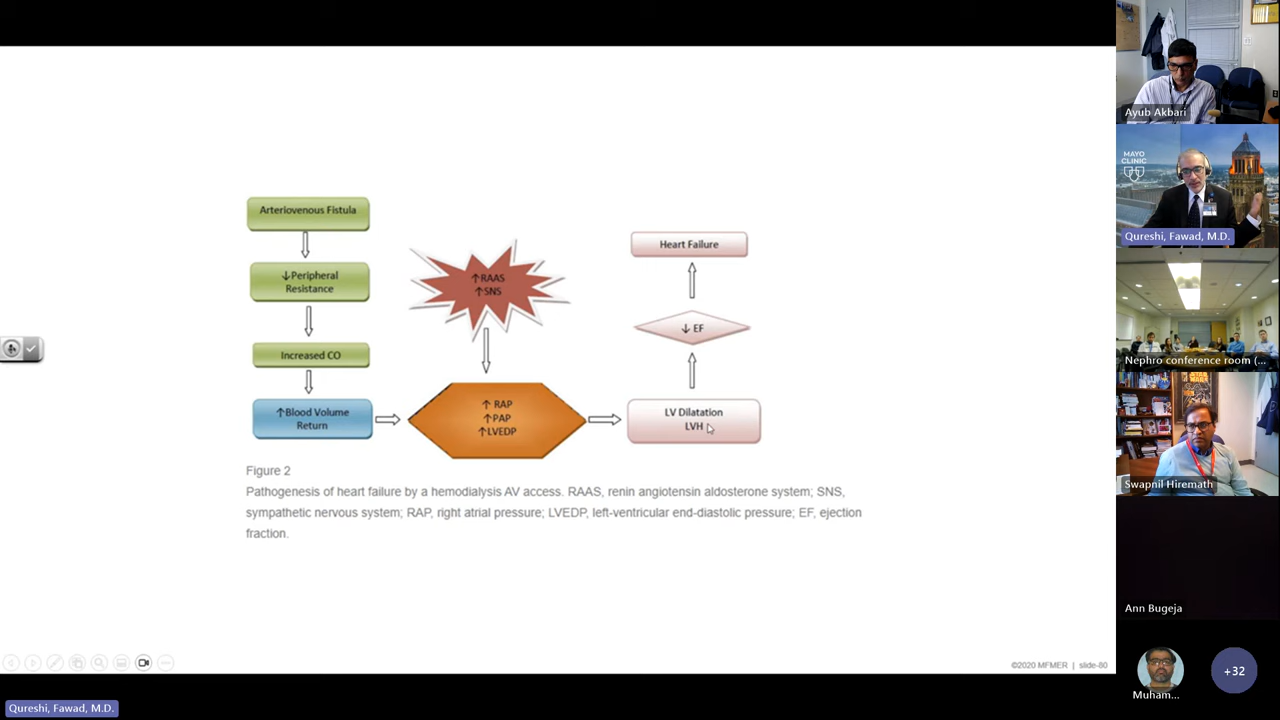 Arteriovenous Fistula
↓Peripheral
Resistance
Increased CO
↑Blood Volume
Return
↑RAAS
↑SNS
↑ RAP
↑PAP
↑LVEDP
Heart Failure
↓ EF
LV Dilatation
LVH
Figure 2
Pathogenesis of heart failure by a hemodialysis AV access. RAAS, renin angiotensin aldosterone system; SNS,
sympathetic nervous system; RAP, right atrial pressure; LVEDP, left-ventricular end-diastolic pressure; EF, ejection
fraction.
©2020 MFMER | slide-80
Qureshi, Fawad, M.D.
Ayub Akbari
MAYO
CLINIC
Qureshi, Fawad, M.D.
Nephro conference room (...
STAR
WARS
Swapnil Hiremath
Ann Bugeja
Muham...
+32